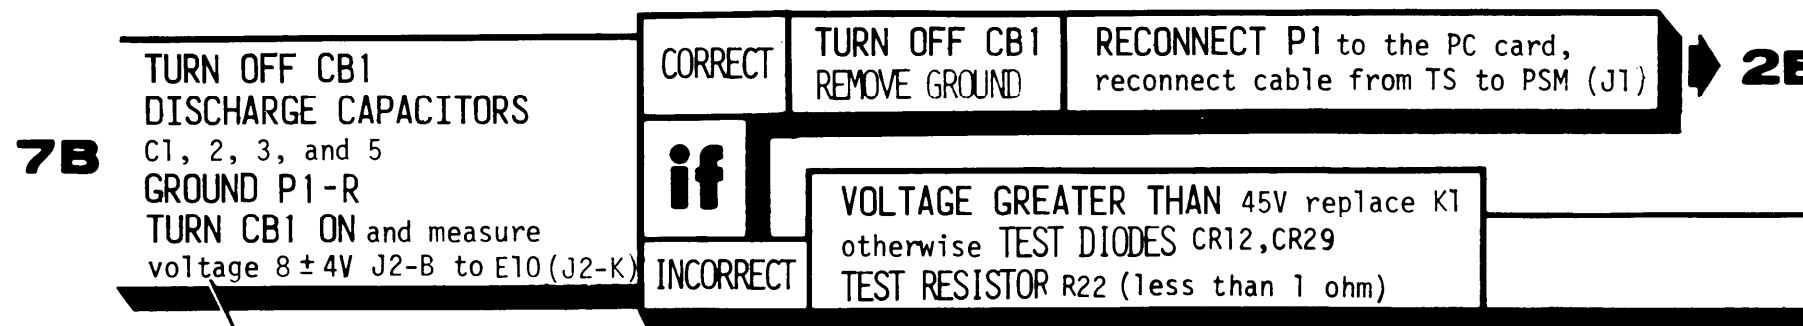 7B
TURN OFF CB1
DISCHARGE CAPACITORS
C1, 2, 3, and 5
GROUND P1-R
TURN CB1 ON and measure
voltage 8 ± 4V J2-B to E10 (J2-K)
if
CORRECT
TURN OFF CB1
REMOVE GROUND
RECONNECT P1 to the PC card,
reconnect cable from TS to PSM (J1)
INCORRECT
VOLTAGE GREATER THAN 45V replace K1
otherwise TEST DIODES CR12,CR29
TEST RESISTOR R22 (less than 1 ohm)